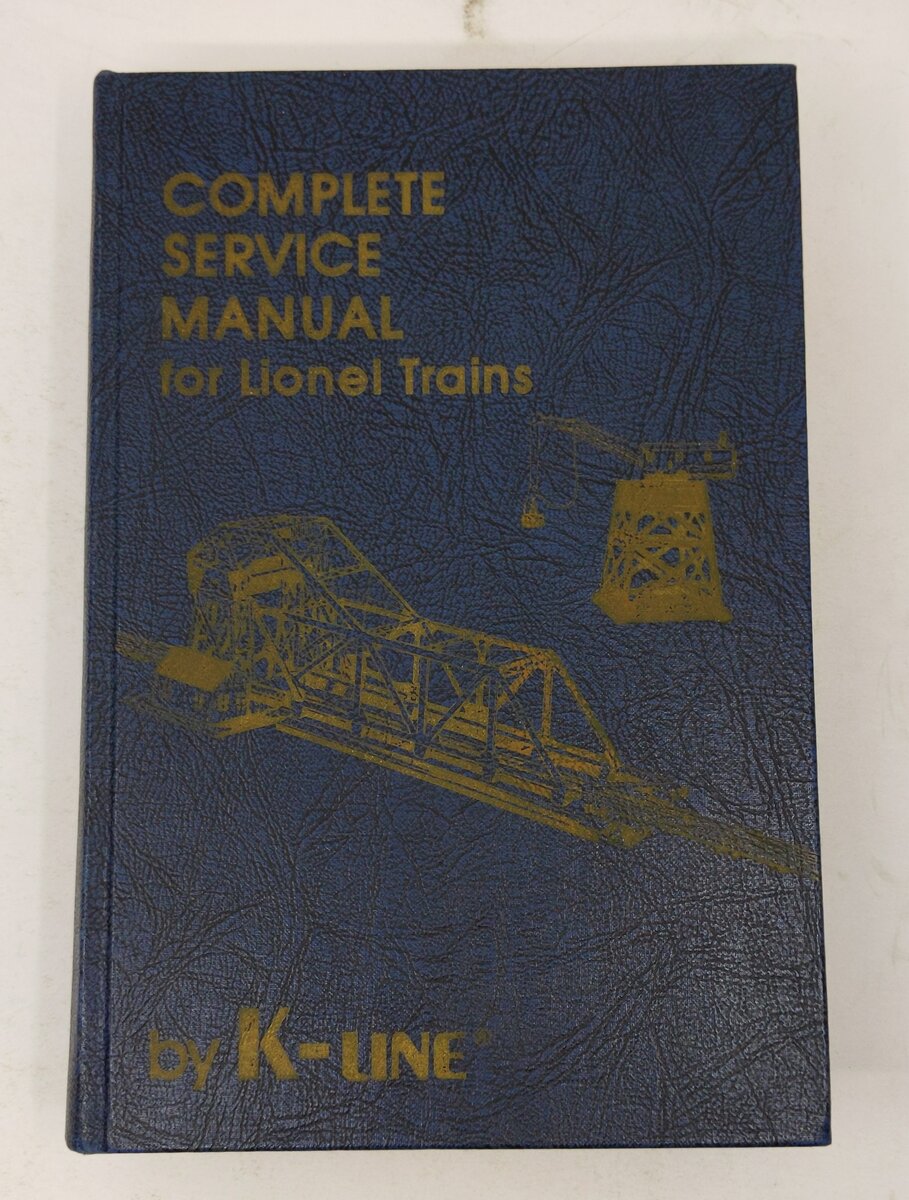 COMPLETE
SERVICE
MANUAL
for Lionel Trains
by K-LINE®